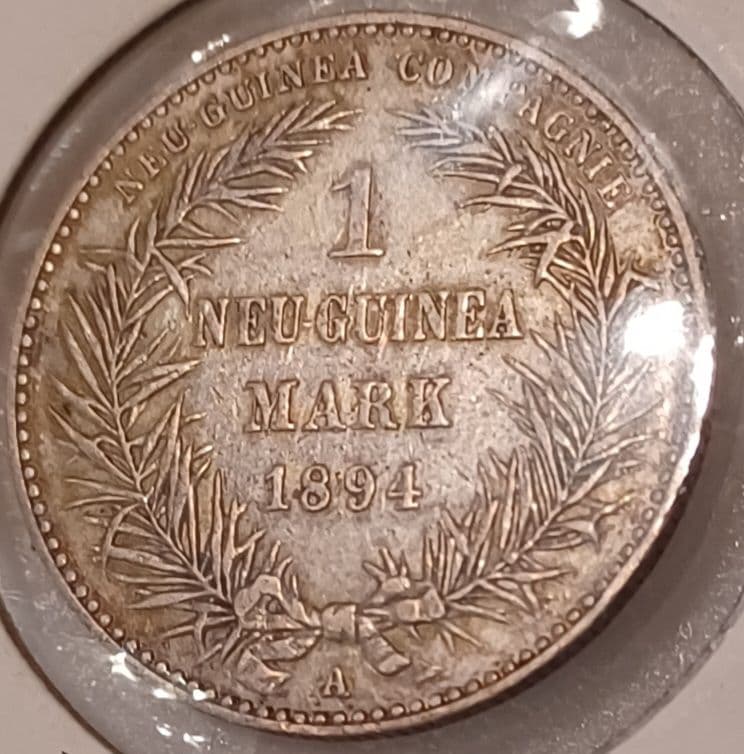 NEU-GUINEA COMPAGNIE
1
NEU-GUINEA
MARK
1894
A